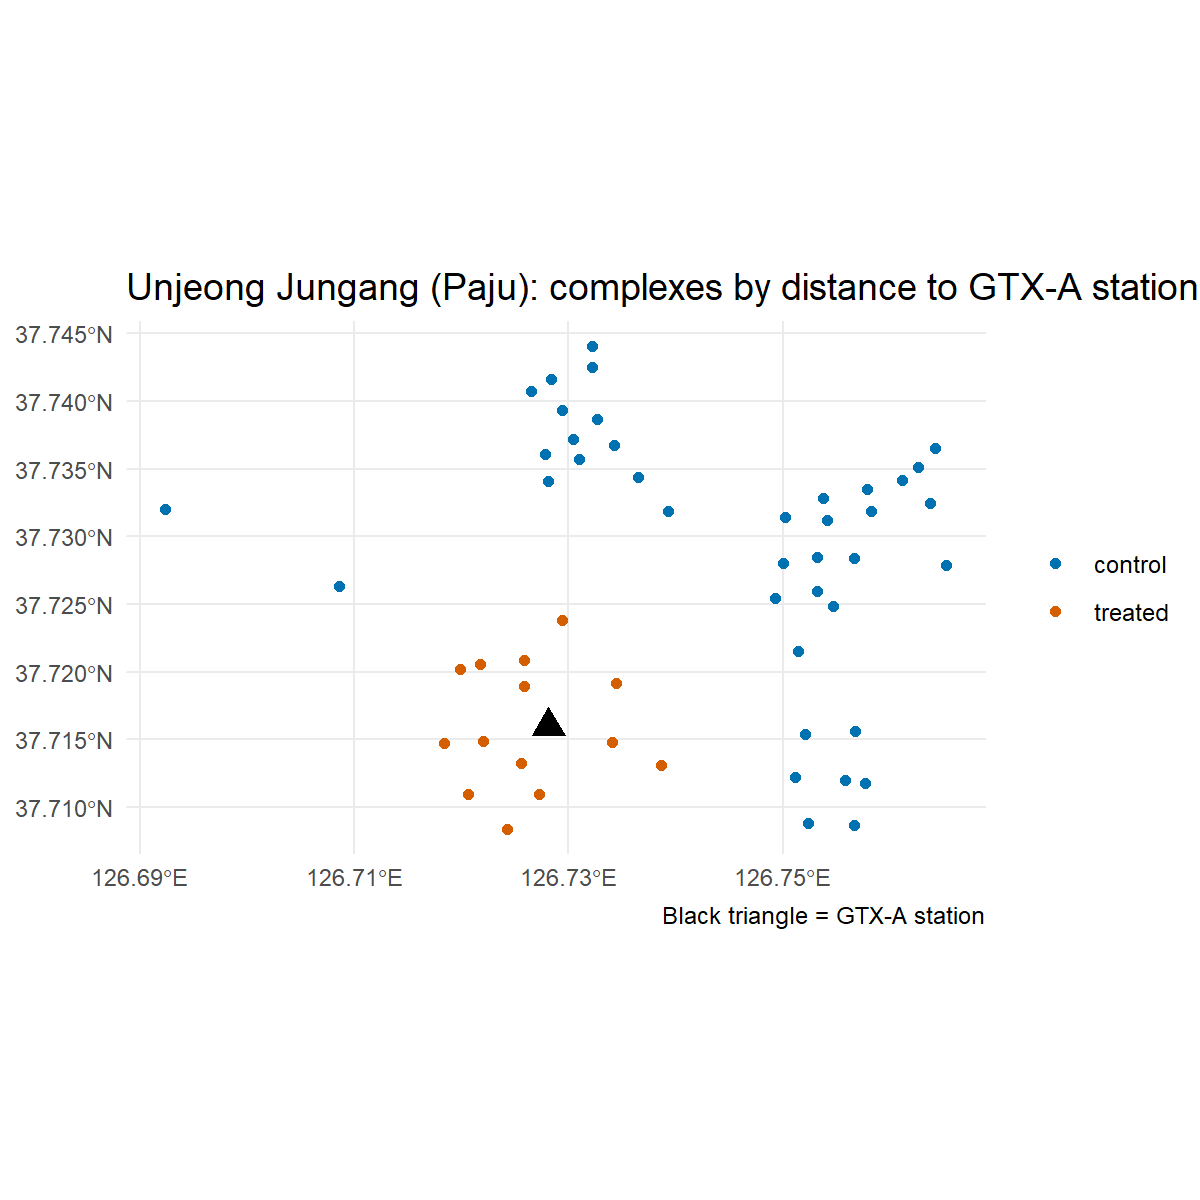 Unjeong Jungang (Paju): complexes by distance to GTX-A station
37.745°N
37.740°N
37.735°N
37.730°N
37.725°N
37.720°N
37.715°N
37.710°N
126.69°E 126.71°E 126.73°E 126.75°E
control
treated
Black triangle = GTX-A station